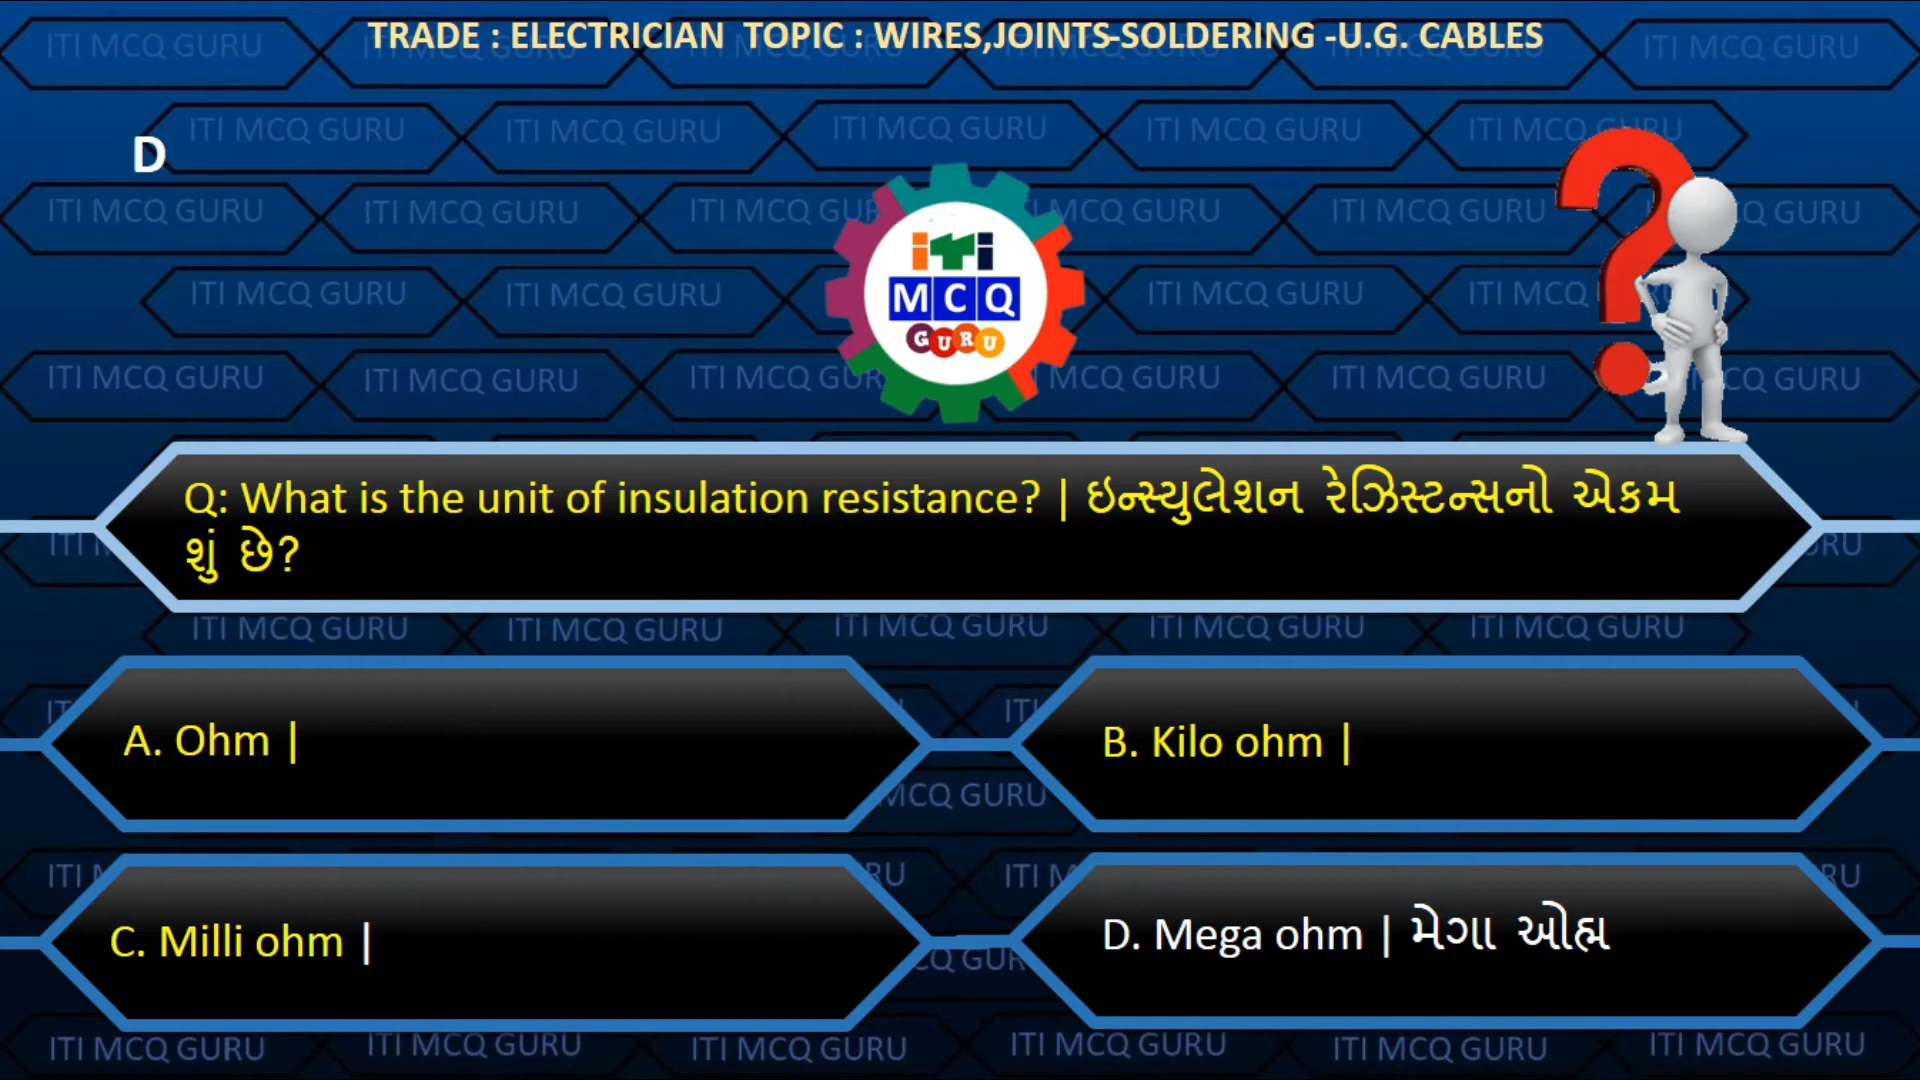 TRADE : ELECTRICIAN TOPIC : WIRES,JOINTS-SOLDERING -U.G. CABLES
D
iTi
MCQ
GURU
Q: What is the unit of insulation resistance? | ઇન્સ્યુલેશન રેઝિસ્ટન્સનો એકમ
શું છે?
A. Ohm |
B. Kilo ohm |
C. Milli ohm |
D. Mega ohm | મેગા ઓહ્મ